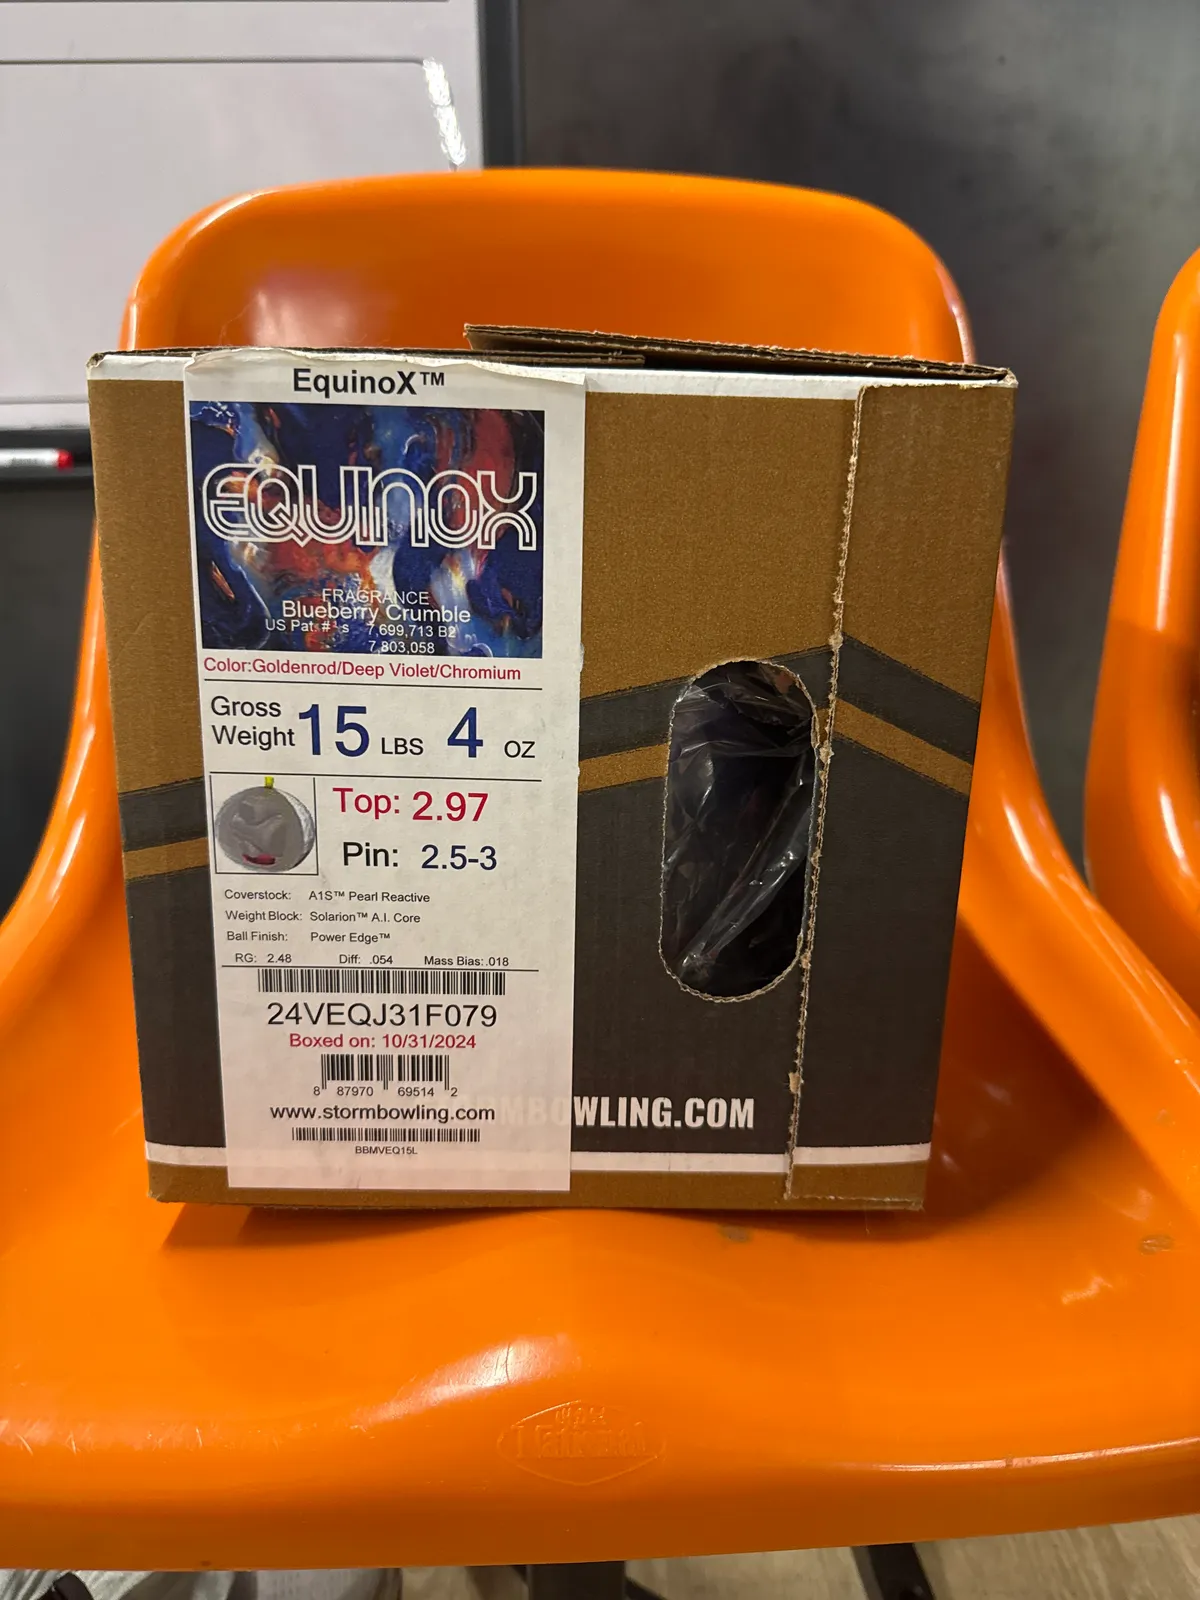 EquinoX™
EQUINOX
FRAGRANCE
Blueberry Crumble
US Pat. #'s 7,699,713 B2
7,803,058
Color:Goldenrod/Deep Violet/Chromium
Gross Weight 15 LBS 4 OZ
Top: 2.97
Pin: 2.5-3
Coverstock: A1S™ Pearl Reactive
Weight Block: Solarion™ A.I. Core
Ball Finish: Power Edge™
RG: 2.48 Diff: .054 Mass Bias:.018
24VEQJ31F079
Boxed on: 10/31/2024
8 87970 69514 2
www.stormbowling.com
BBMVEQ15L
RMBOWLING.COM
National